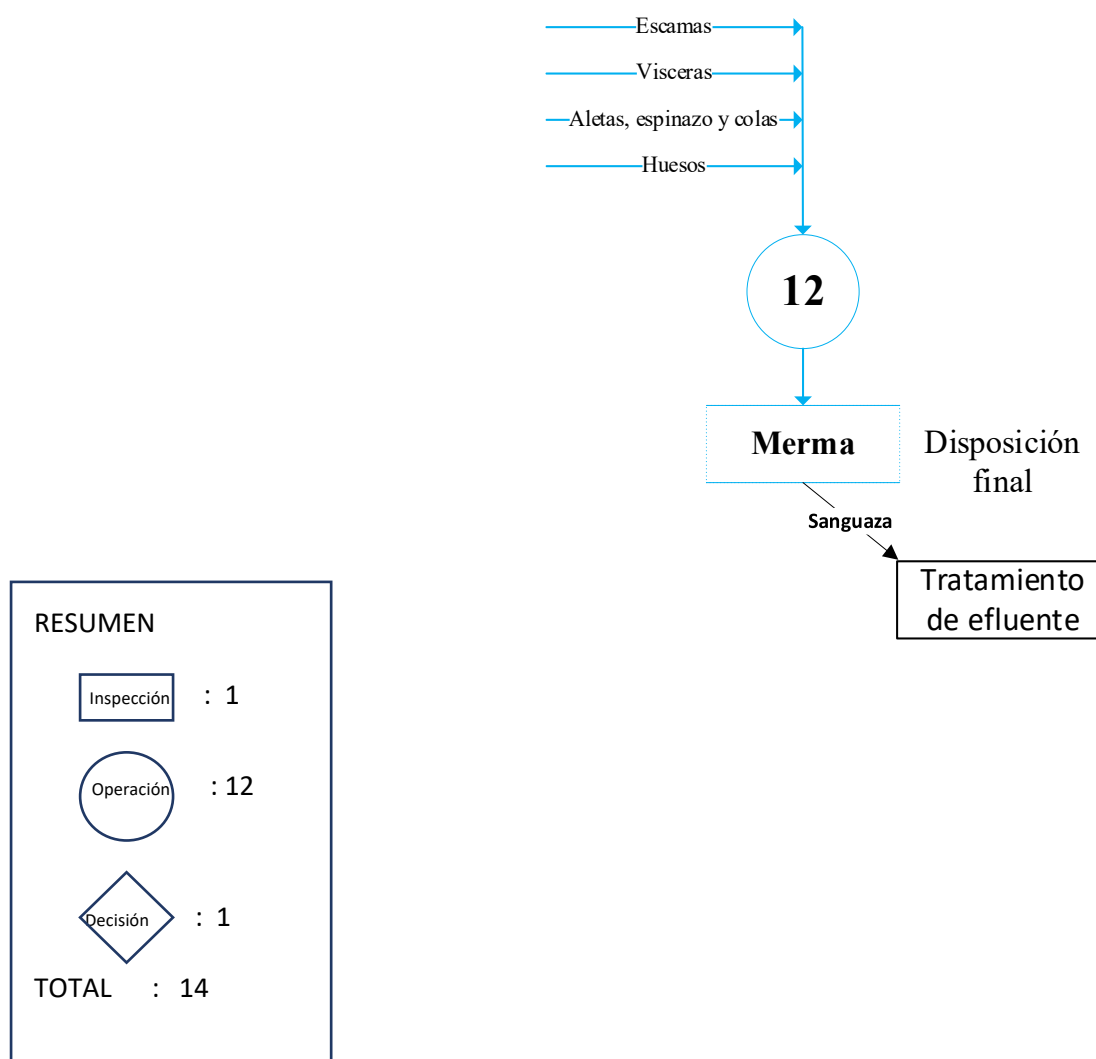 Escamas
Visceras
Aletas, espinazo y colas
Huesos
12
Merma
Disposición
final
Sanguaza
Tratamiento
de efluente
RESUMEN
Inspección : 1
Operación : 12
Decisión : 1
TOTAL : 14